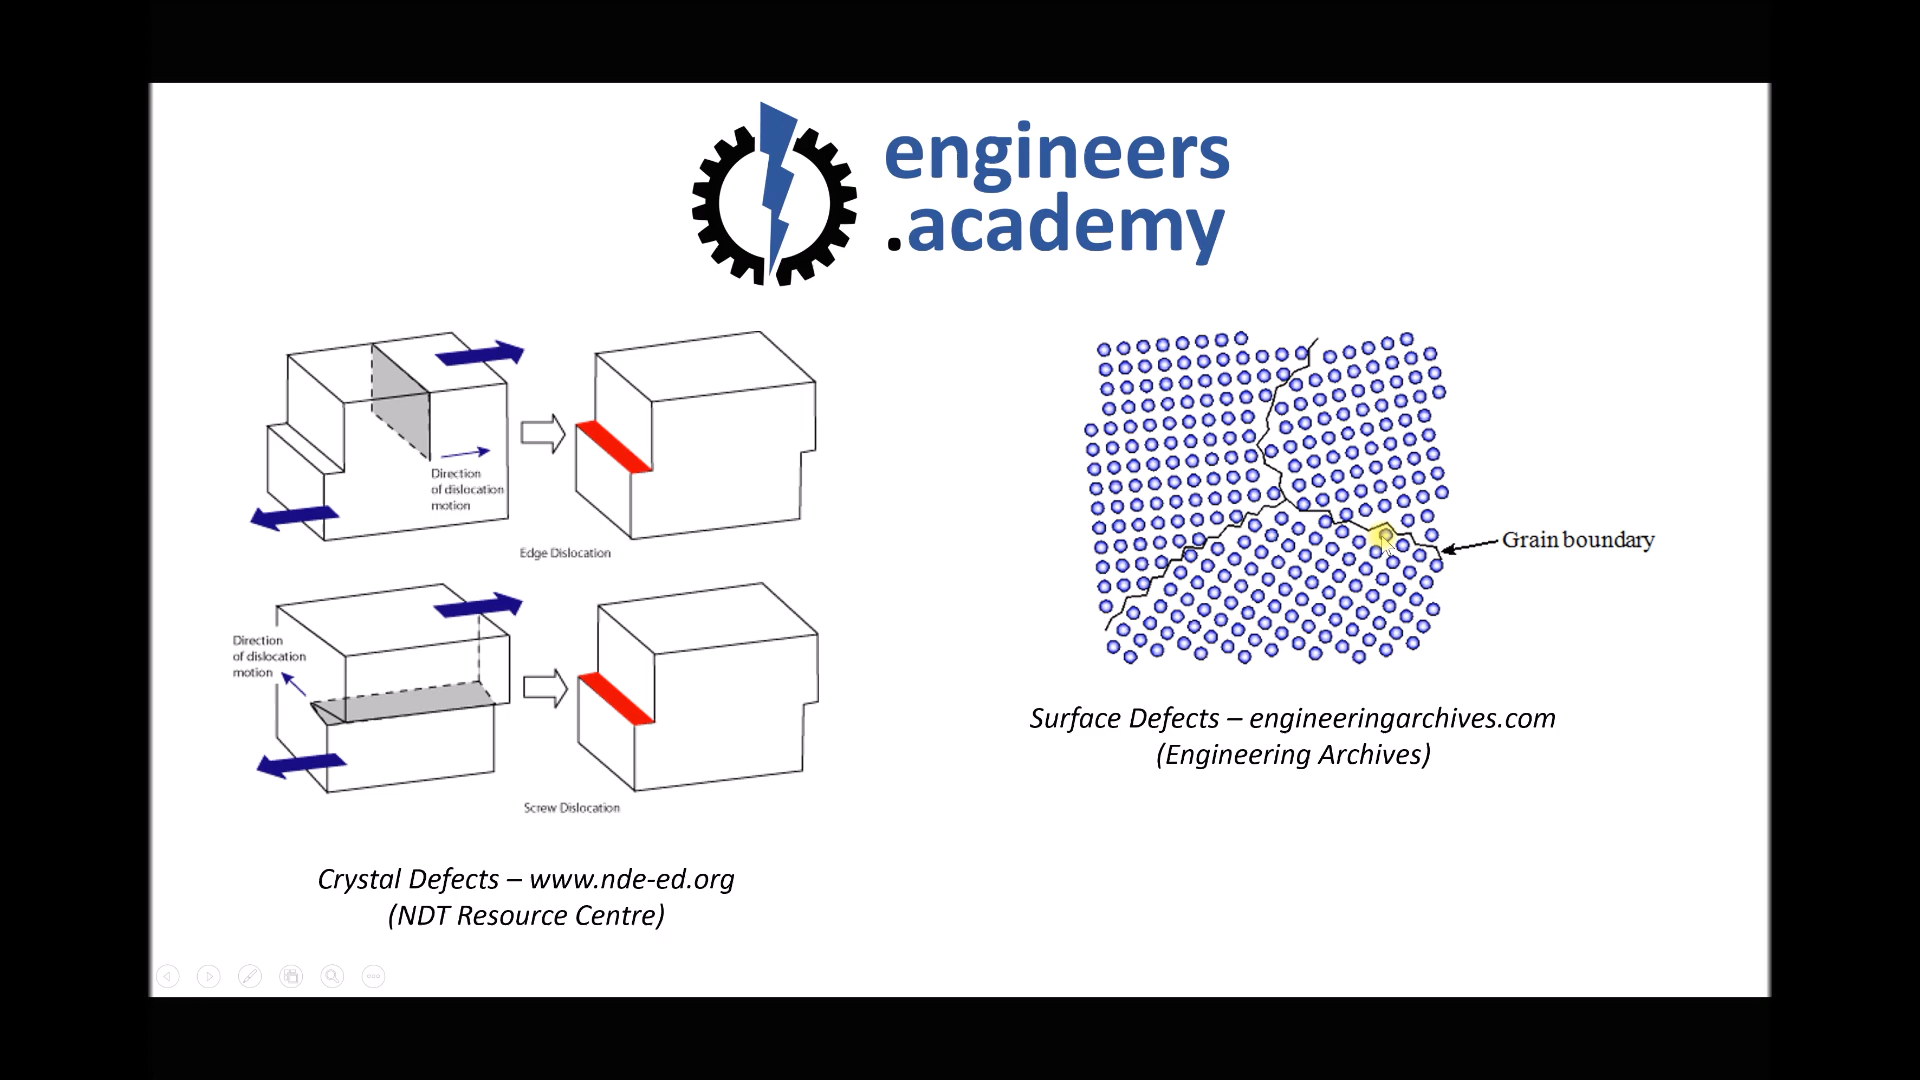 engineers
.academy
Direction
of dislocation
motion
Edge Dislocation
Direction
of dislocation
motion
Screw Dislocation
Crystal Defects – www.nde-ed.org
(NDT Resource Centre)
Grain boundary
Surface Defects – engineeringarchives.com
(Engineering Archives)